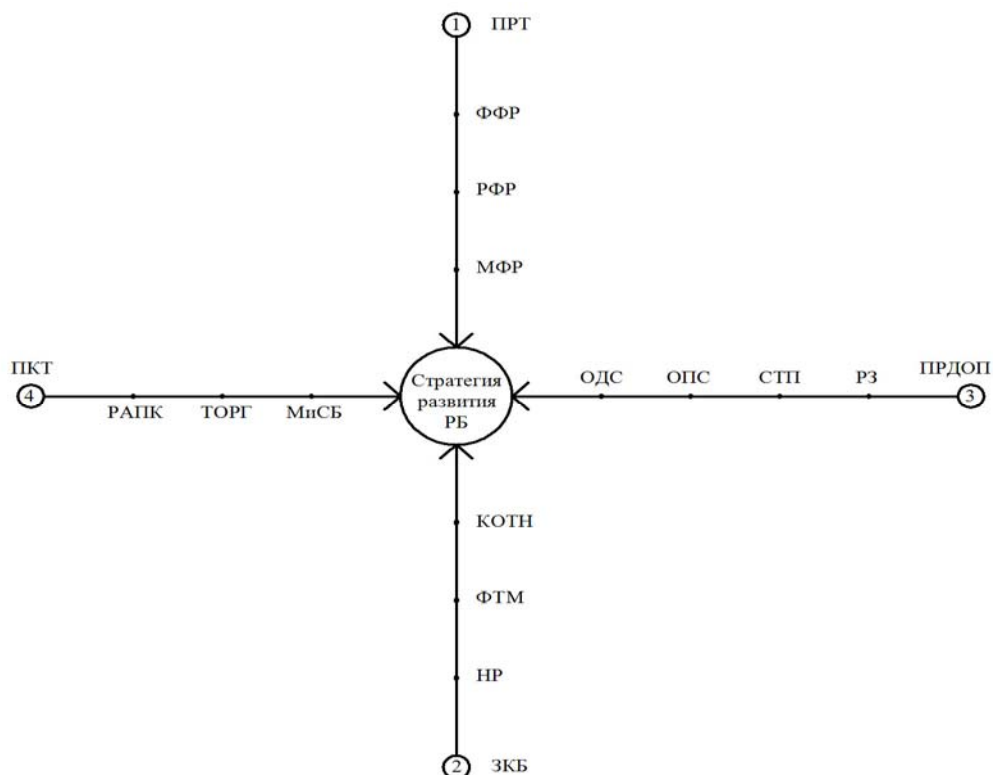 1 ПРТ
ФФР
РФР
МФР
ПКТ
4
РАПК ТОРГ МиСБ
Стратегия
развития
РБ
ОДС ОПС СТП РЗ
ПРДОП
3
КОТН
ФТМ
НР
2 ЗКБ